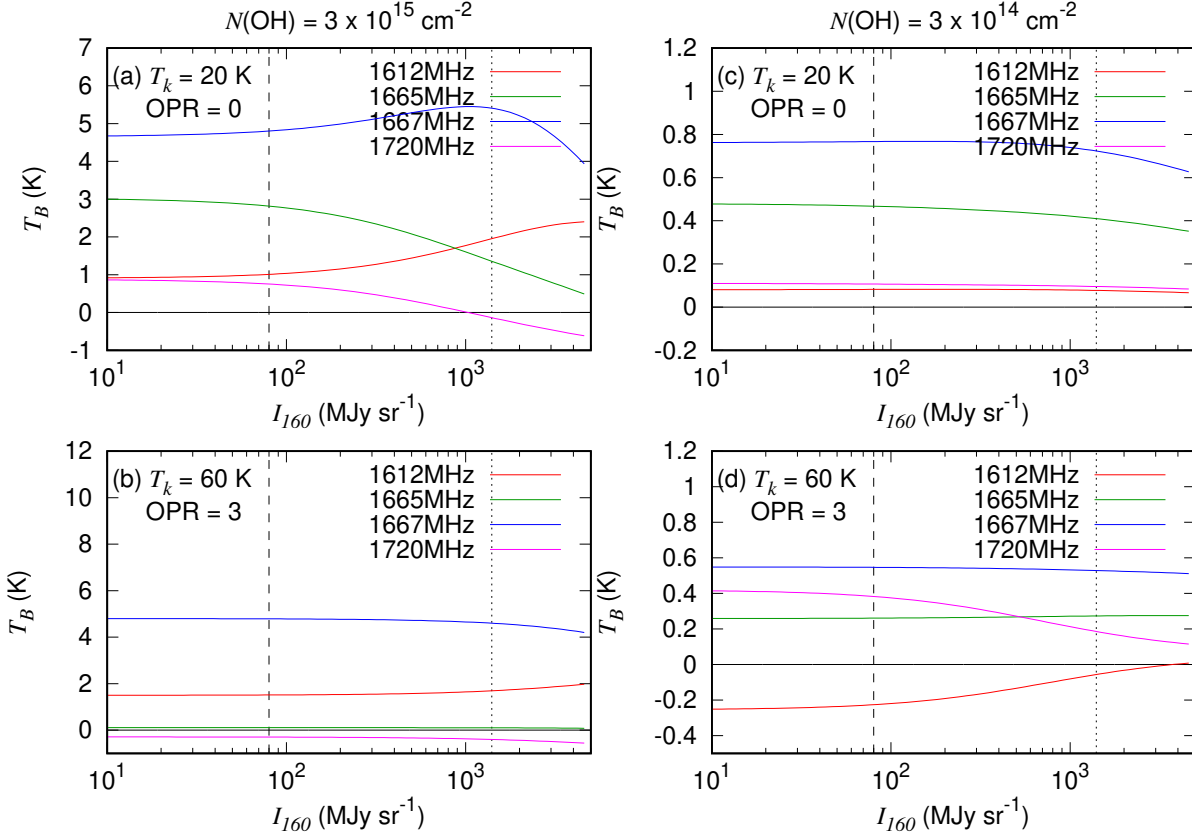 N(OH) = 3 x 10^15 cm^-2
(a) T_k = 20 K
OPR = 0
1612MHz
1665MHz
1667MHz
1720MHz
T_B (K)
7
6
5
4
3
2
1
0
-1
10^1
10^2
10^3
I_160 (MJy sr^-1)
N(OH) = 3 x 10^14 cm^-2
(c) T_k = 20 K
OPR = 0
1612MHz
1665MHz
1667MHz
1720MHz
T_B (K)
1.2
1
0.8
0.6
0.4
0.2
0
-0.2
10^1
10^2
10^3
I_160 (MJy sr^-1)
(b) T_k = 60 K
OPR = 3
1612MHz
1665MHz
1667MHz
1720MHz
T_B (K)
12
10
8
6
4
2
0
10^1
10^2
10^3
I_160 (MJy sr^-1)
(d) T_k = 60 K
OPR = 3
1612MHz
1665MHz
1667MHz
1720MHz
T_B (K)
1.2
1
0.8
0.6
0.4
0.2
0
-0.2
-0.4
10^1
10^2
10^3
I_160 (MJy sr^-1)